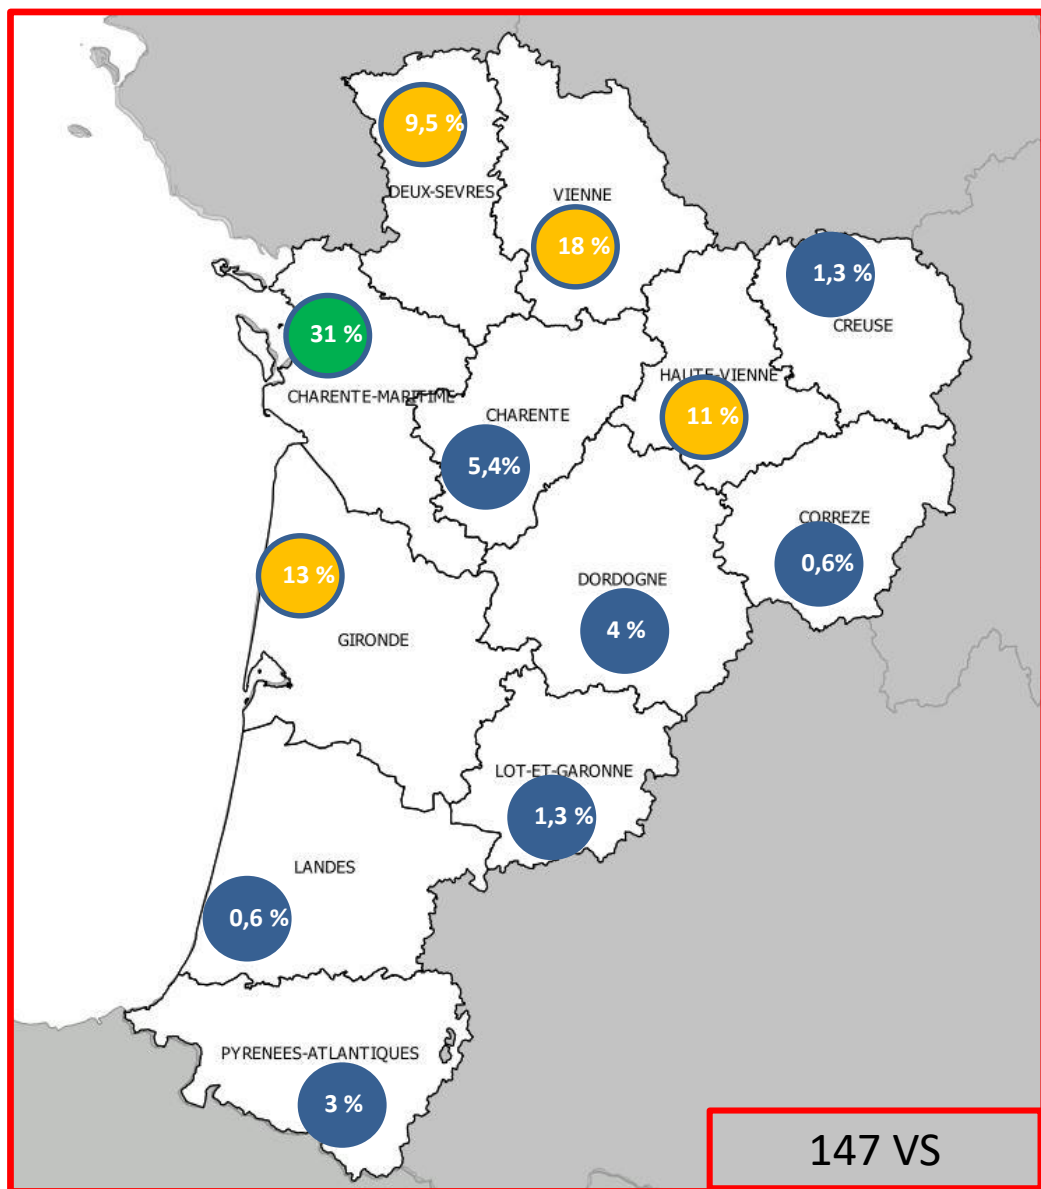 9,5 %
DEUX-SEVRES
VIENNE
18 %
1,3 %
CREUSE
31 %
CHARENTE-MARITIME
HAUTE-VIENNE
11 %
CHARENTE
5,4%
CORREZE
0,6%
13 %
GIRONDE
DORDOGNE
4 %
LOT-ET-GARONNE
1,3 %
LANDES
0,6 %
PYRENEES-ATLANTIQUES
3 %
147 VS